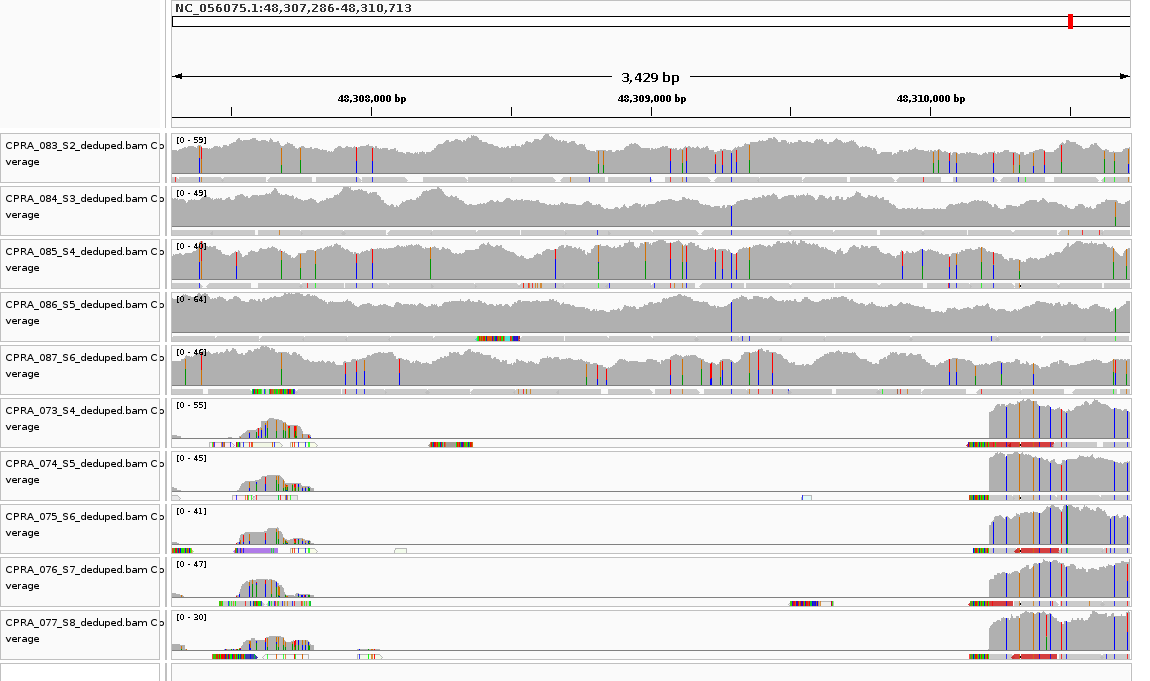 NC_056075.1:48,307,286-48,310,713
3,429 bp
48,308,000 bp 48,309,000 bp 48,310,000 bp
CPRA_083_S2_deduped.bam Co
verage
[0 - 59]
CPRA_084_S3_deduped.bam Co
verage
[0 - 49]
CPRA_085_S4_deduped.bam Co
verage
[0 - 40]
CPRA_086_S5_deduped.bam Co
verage
[0 - 64]
CPRA_087_S6_deduped.bam Co
verage
[0 - 46]
CPRA_073_S4_deduped.bam Co
verage
[0 - 55]
CPRA_074_S5_deduped.bam Co
verage
[0 - 45]
CPRA_075_S6_deduped.bam Co
verage
[0 - 41]
CPRA_076_S7_deduped.bam Co
verage
[0 - 47]
CPRA_077_S8_deduped.bam Co
verage
[0 - 30]